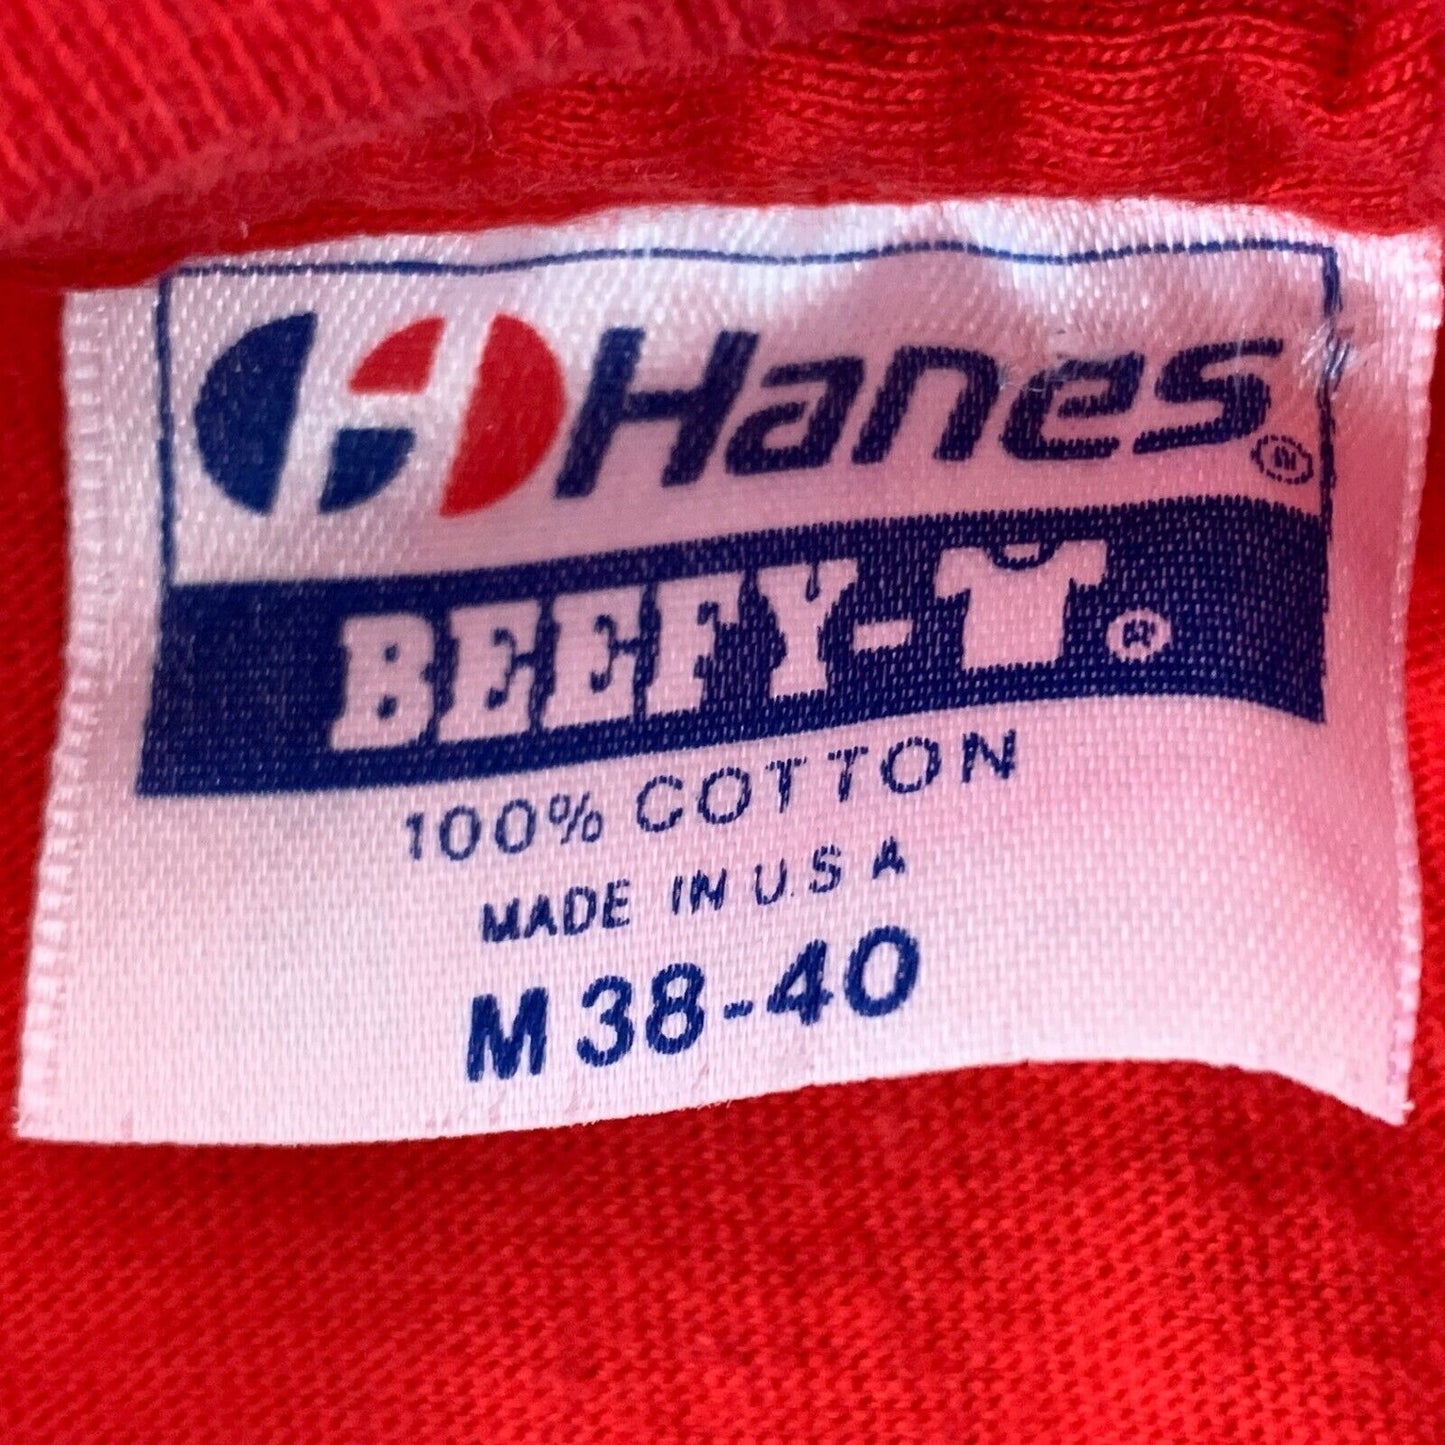 Hanes®
BEEFY-®
100% COTTON
MADE IN U.S.A
M 38-40